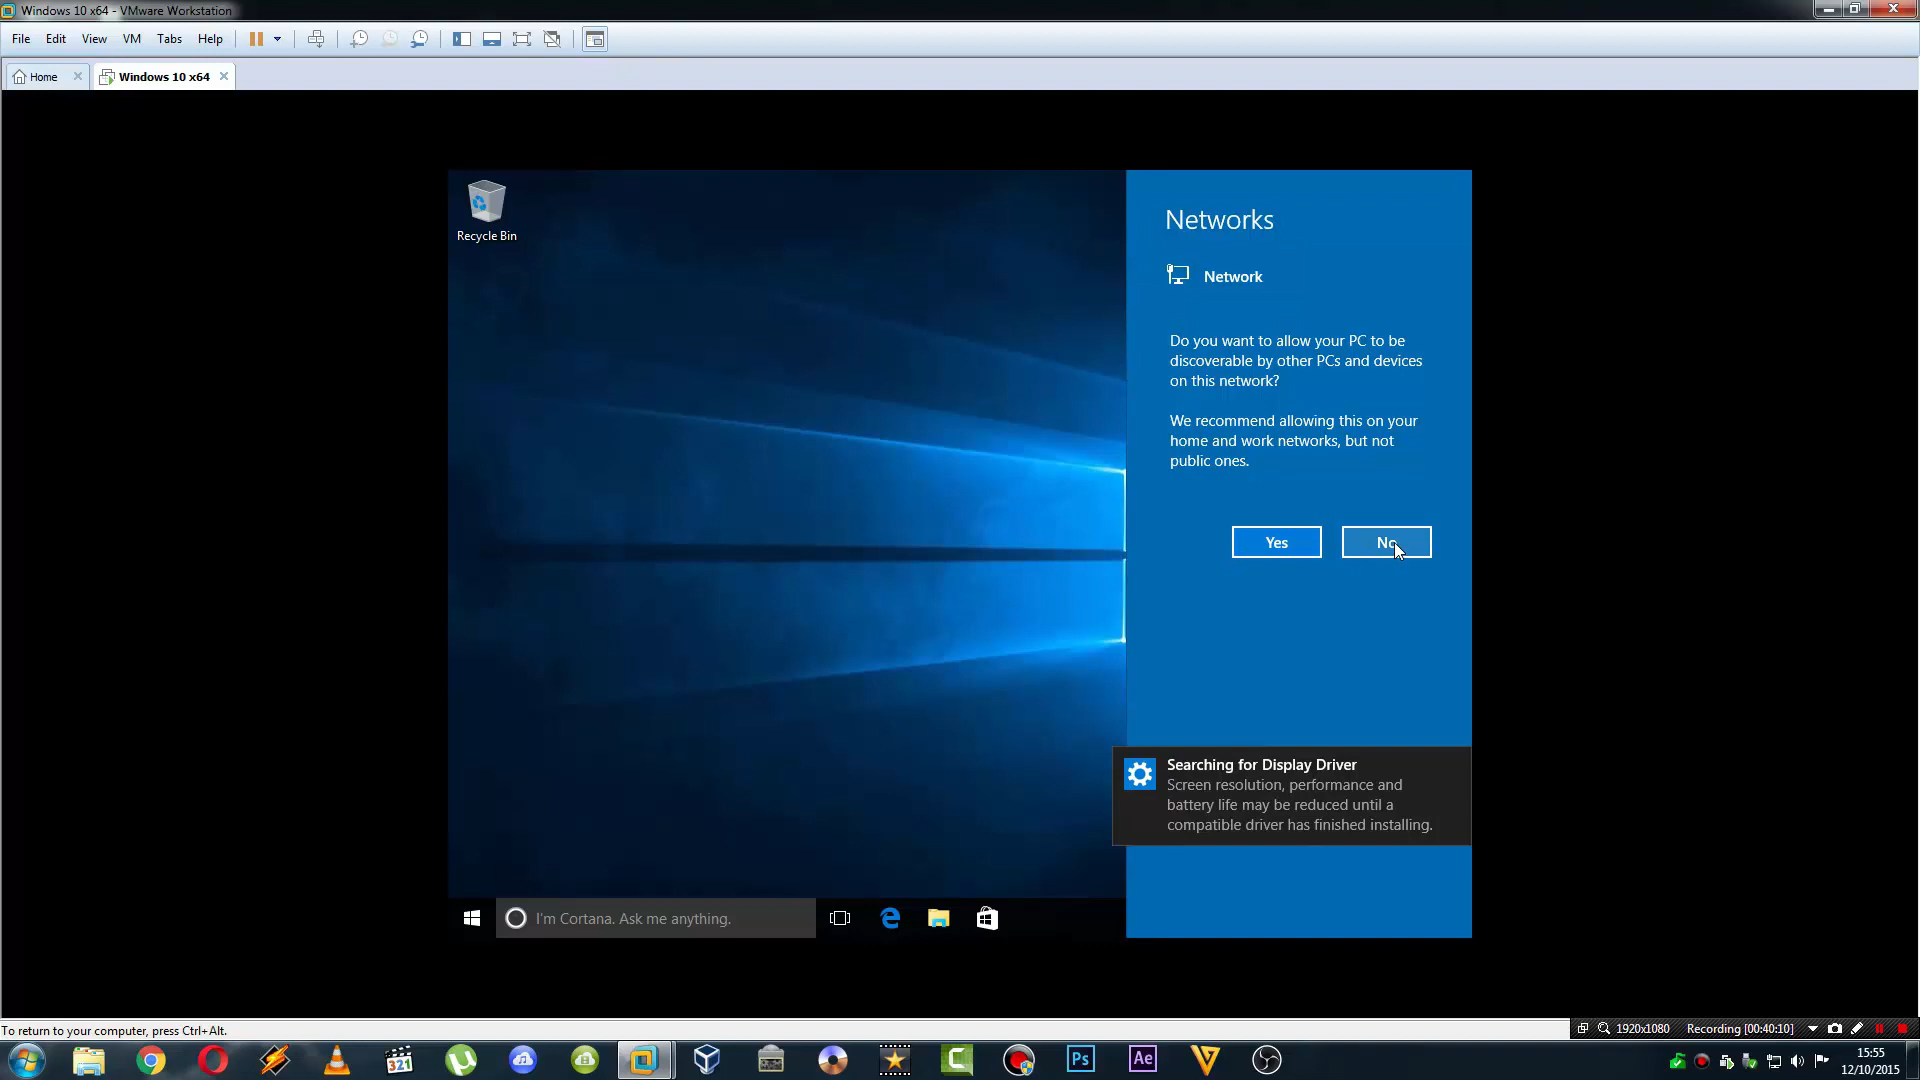 Windows 10 x64 - VMware Workstation
File Edit View VM Tabs Help
Home Windows 10 x64
Recycle Bin
Networks
Network
Do you want to allow your PC to be
discoverable by other PCs and devices
on this network?
We recommend allowing this on your
home and work networks, but not
public ones.
Yes No
Searching for Display Driver
Screen resolution, performance and
battery life may be reduced until a
compatible driver has finished installing.
I'm Cortana. Ask me anything.
To return to your computer, press Ctrl+Alt.
1920x1080 Recording [00:40:10]
321
Ps
Ae
15:55
12/10/2015